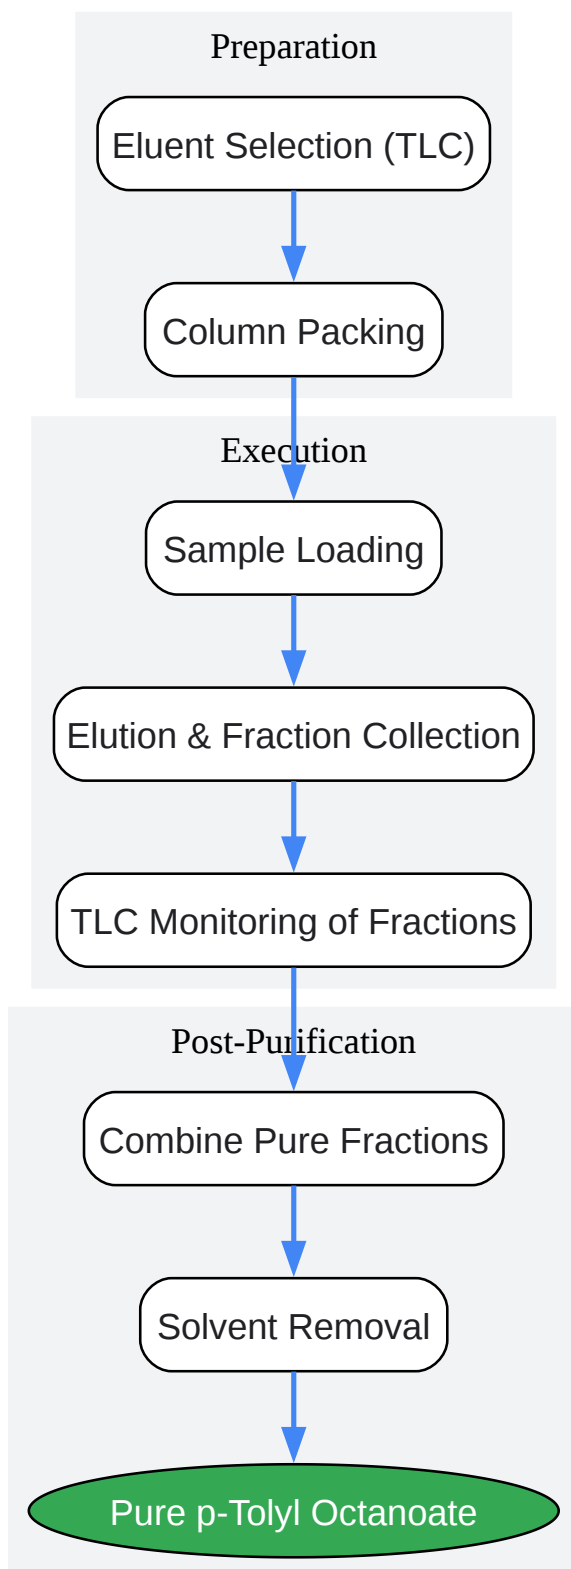 Preparation
Eluent Selection (TLC)
Column Packing
Execution
Sample Loading
Elution & Fraction Collection
TLC Monitoring of Fractions
Post-Purification
Combine Pure Fractions
Solvent Removal
Pure p-Tolyl Octanoate